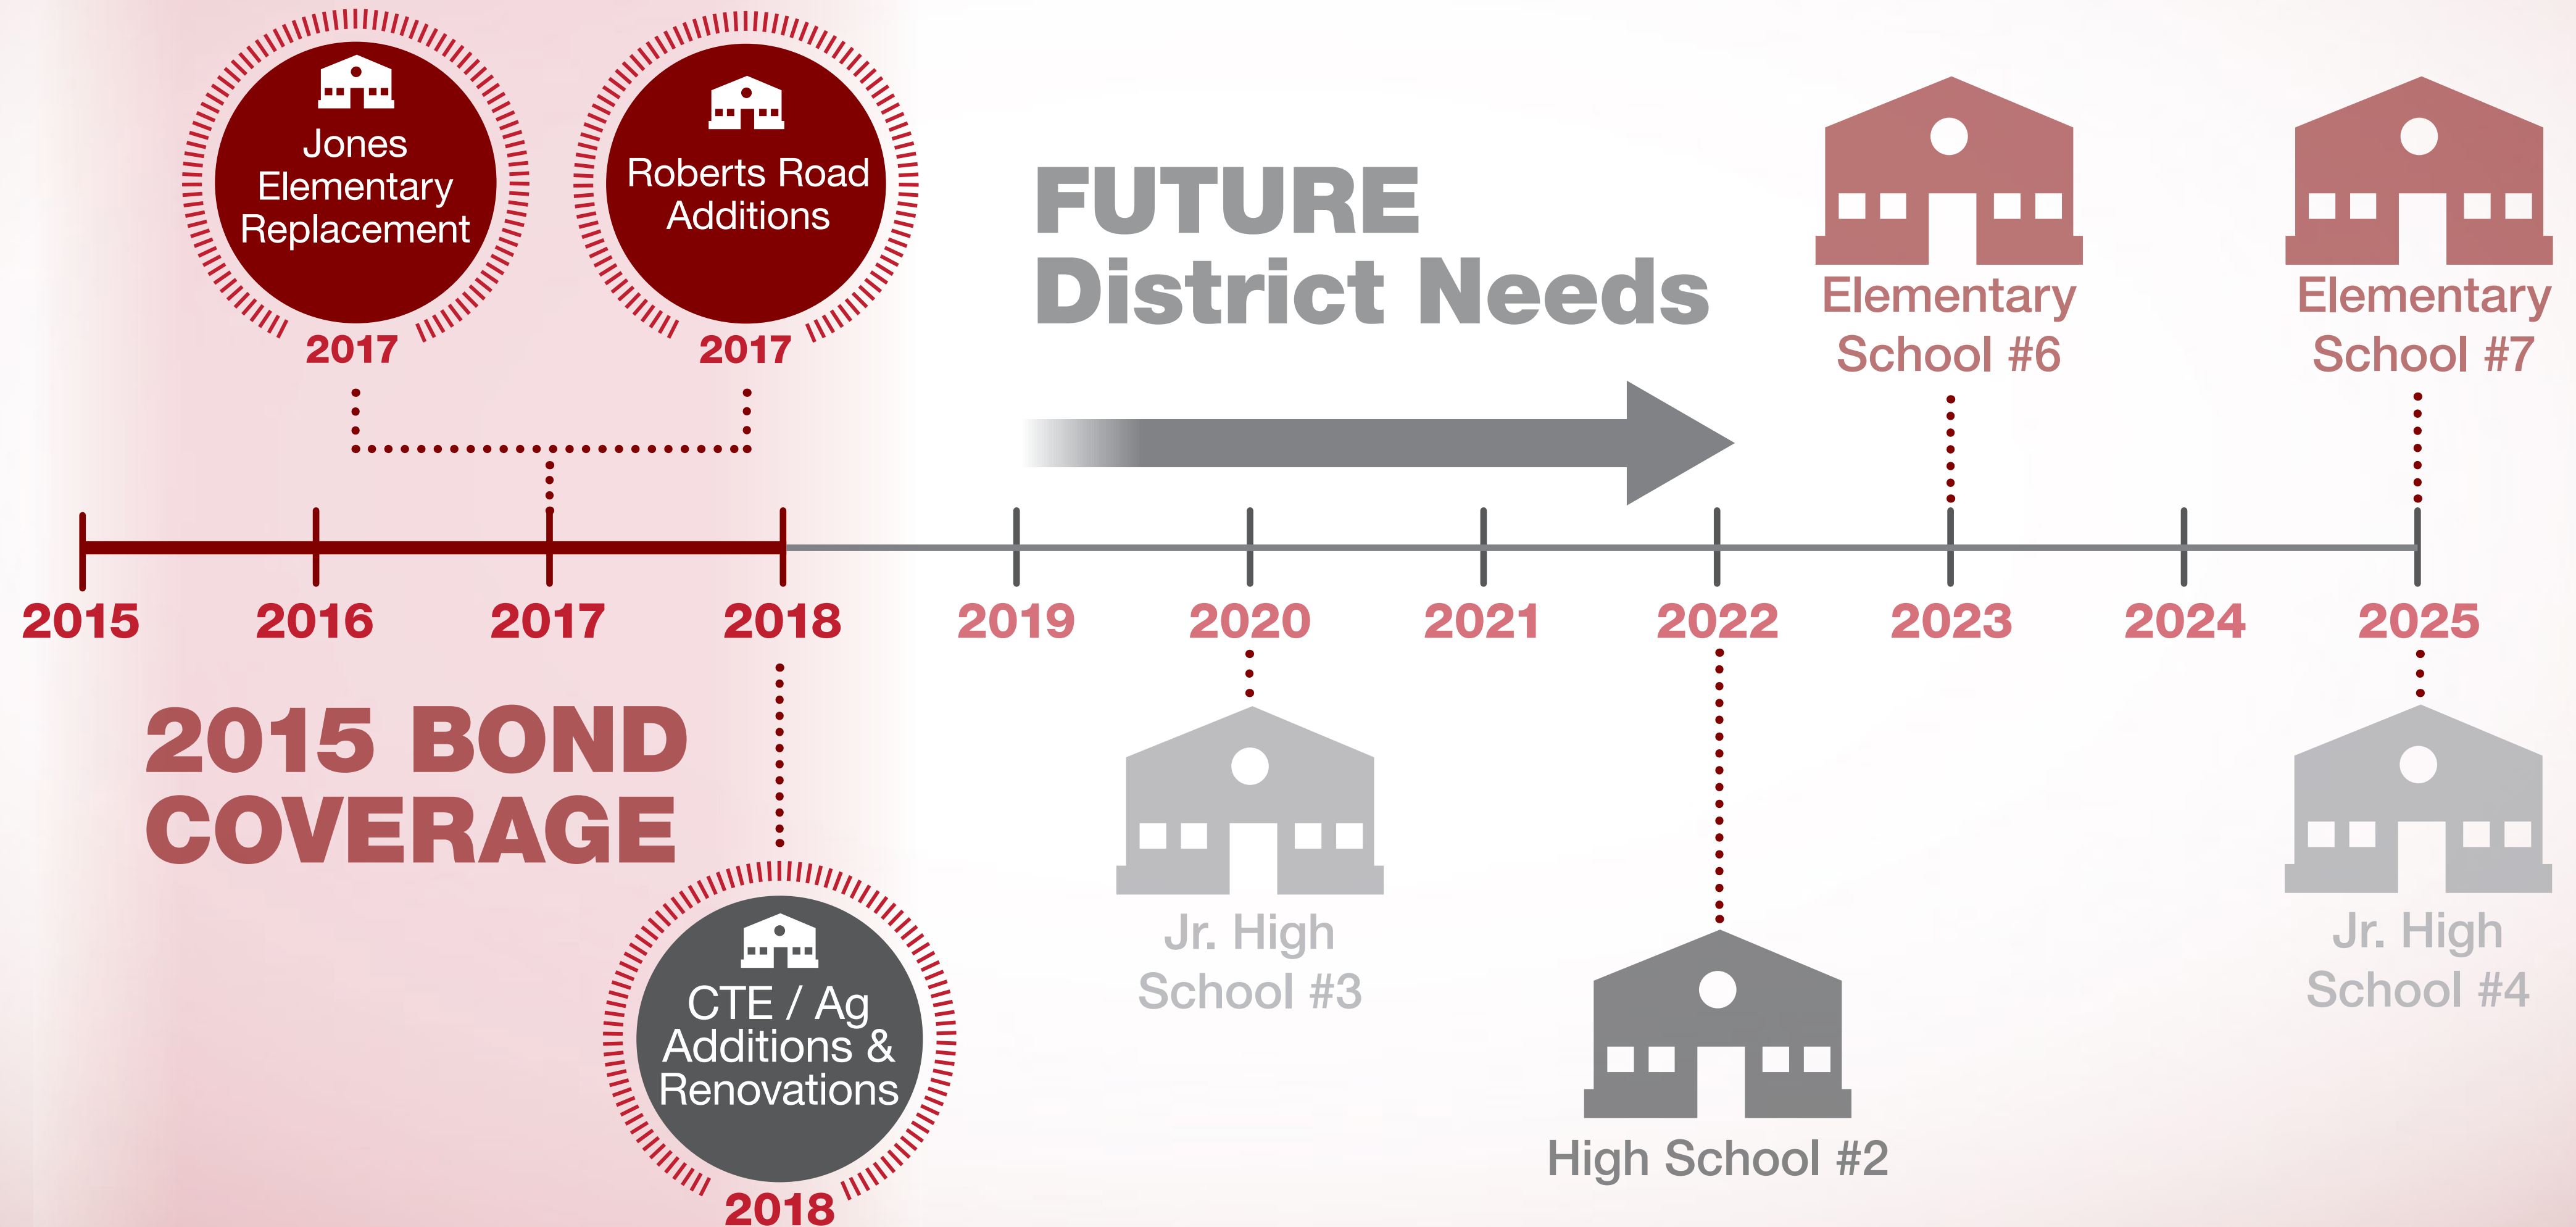 Jones
Elementary
Replacement
2017
Roberts Road
Additions
2017
FUTURE
District Needs
Elementary
School #6
Elementary
School #7
2015
2016
2017
2018
2019
2020
2021
2022
2023
2024
2025
2015 BOND
COVERAGE
CTE / Ag
Additions &
Renovations
2018
Jr. High
School #3
High School #2
Jr. High
School #4